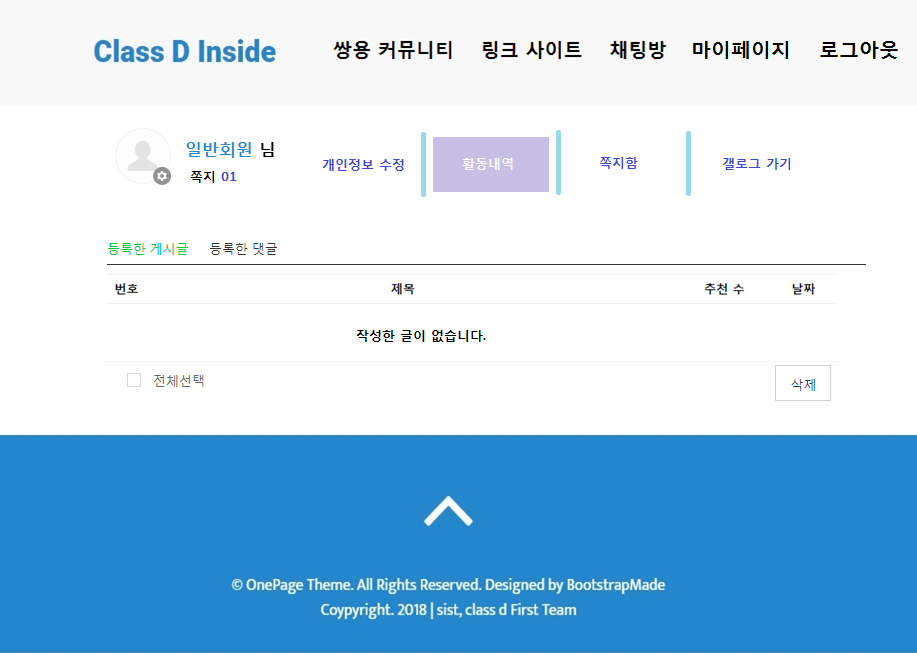 Class D Inside 쌍용 커뮤니티 링크 사이트 채팅방 마이페이지 로그아웃
일반회원 님
쪽지 01
개인정보 수정 활동내역 쪽지함 갤로그 가기
등록한 게시글 등록한 댓글
번호 제목 추천 수 날짜
작성한 글이 없습니다.
전체선택 삭제
© OnePage Theme. All Rights Reserved. Designed by BootstrapMade
Coypyright. 2018 | sist, class d First Team